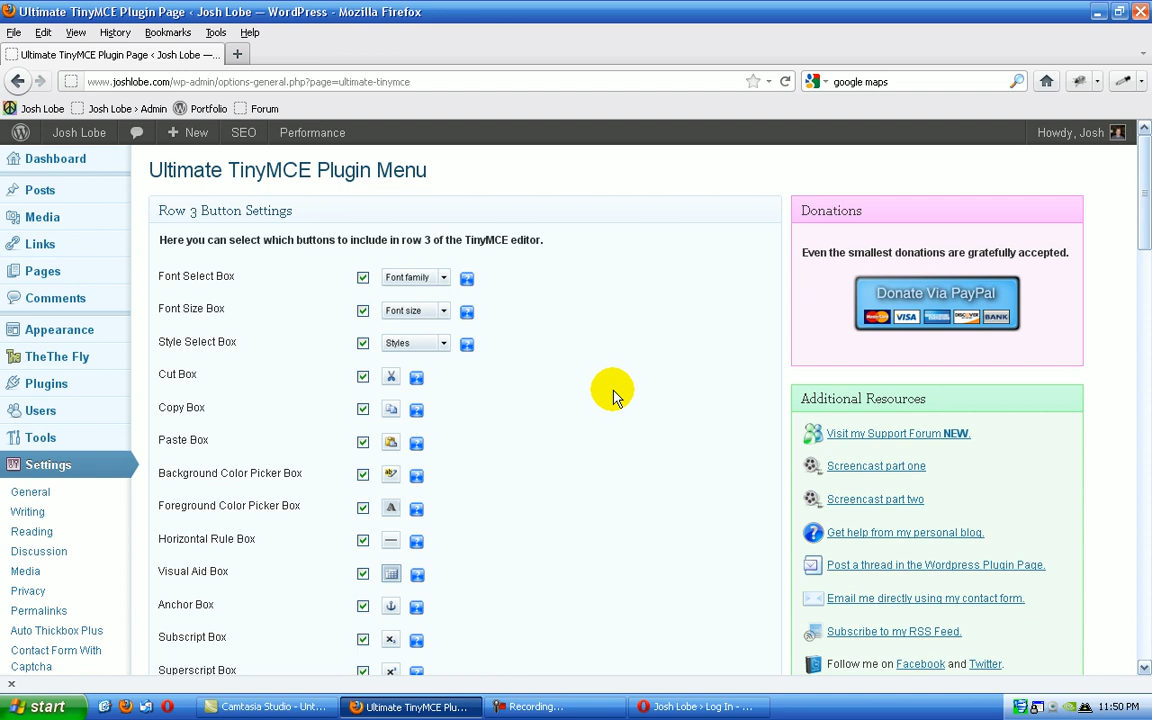 Ultimate TinyMCE Plugin Page ‹ Josh Lobe — WordPress - Mozilla Firefox
File Edit View History Bookmarks Tools Help
Ultimate TinyMCE Plugin Page ‹ Josh Lobe —...
www.joshlobe.com/wp-admin/options-general.php?page=ultimate-tinymce
google maps
Josh Lobe Josh Lobe › Admin Portfolio Forum
Josh Lobe + New SEO Performance Howdy, Josh
Dashboard
Posts
Media
Links
Pages
Comments
Appearance
TheThe Fly
Plugins
Users
Tools
Settings
General
Writing
Reading
Discussion
Media
Privacy
Permalinks
Auto Thickbox Plus
Contact Form With
Captcha
Ultimate TinyMCE Plugin Menu
Row 3 Button Settings
Here you can select which buttons to include in row 3 of the TinyMCE editor.
Font Select Box Font family
Font Size Box Font size
Style Select Box Styles
Cut Box
Copy Box
Paste Box
Background Color Picker Box
Foreground Color Picker Box
Horizontal Rule Box
Visual Aid Box
Anchor Box
Subscript Box
Superscript Box
Donations
Even the smallest donations are gratefully accepted.
Donate Via PayPal
MasterCard VISA DISCOVER BANK
Additional Resources
Visit my Support Forum NEW.
Screencast part one
Screencast part two
Get help from my personal blog.
Post a thread in the Wordpress Plugin Page.
Email me directly using my contact form.
Subscribe to my RSS Feed.
Follow me on Facebook and Twitter.
start
Camtasia Studio - Unt...
Ultimate TinyMCE Plu...
Recording...
Josh Lobe › Log In - ...
11:50 PM